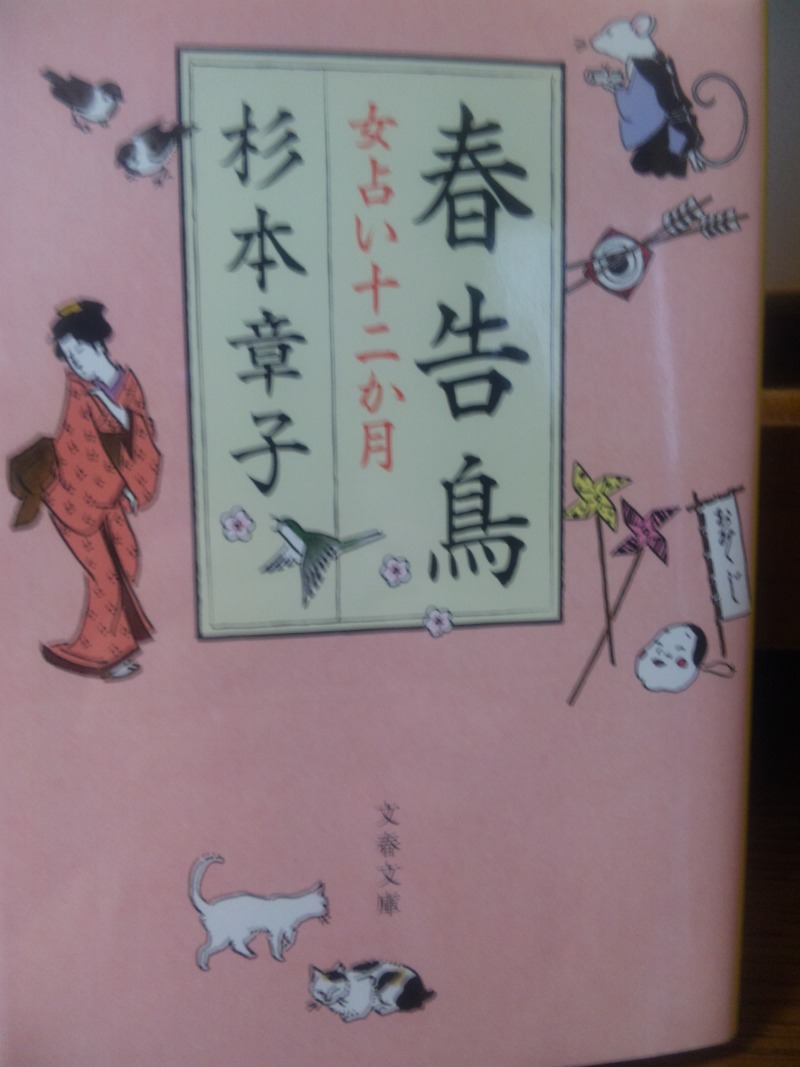 春告鳥
女占い十二か月
杉本章子
おみくじ
文春文庫